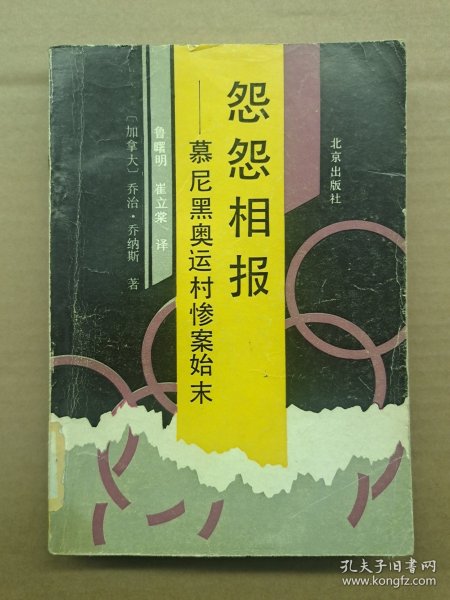 怨怨相报
——慕尼黑奥运村惨案始末
〔加拿大〕乔治·乔纳斯 著
鲁曙明 崔立棠 译
北京出版社
孔夫子旧书网
www.kongfz.com